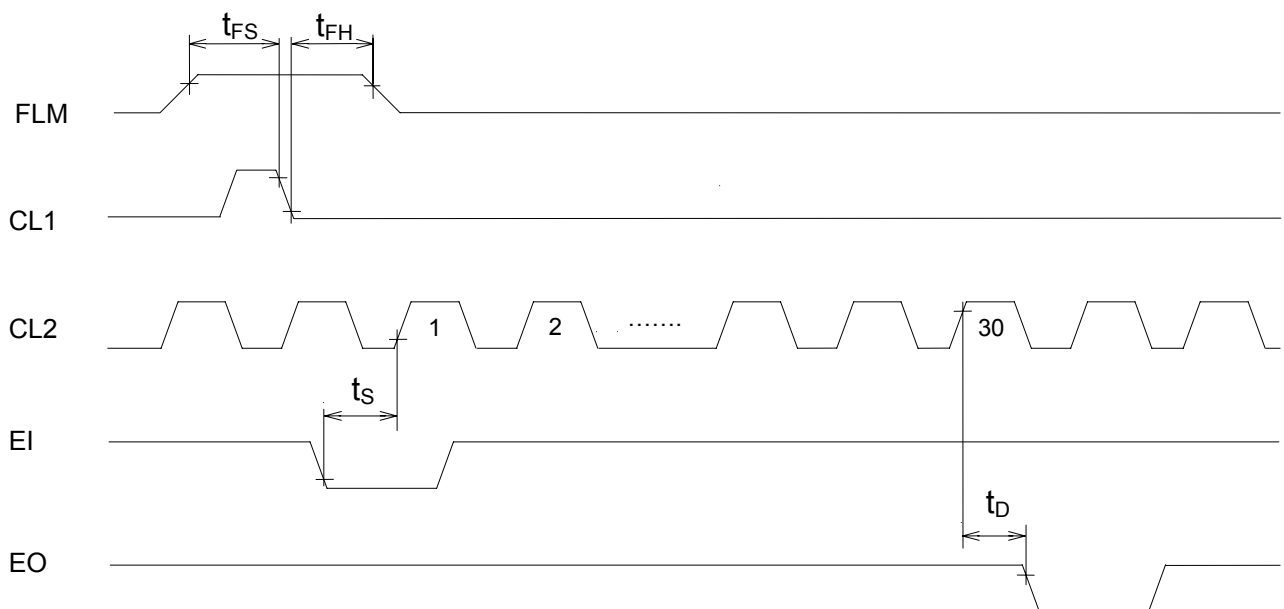 tFS tFH
FLM
CL1
CL2 1 2 ....... 30
tS
EI
tD
EO